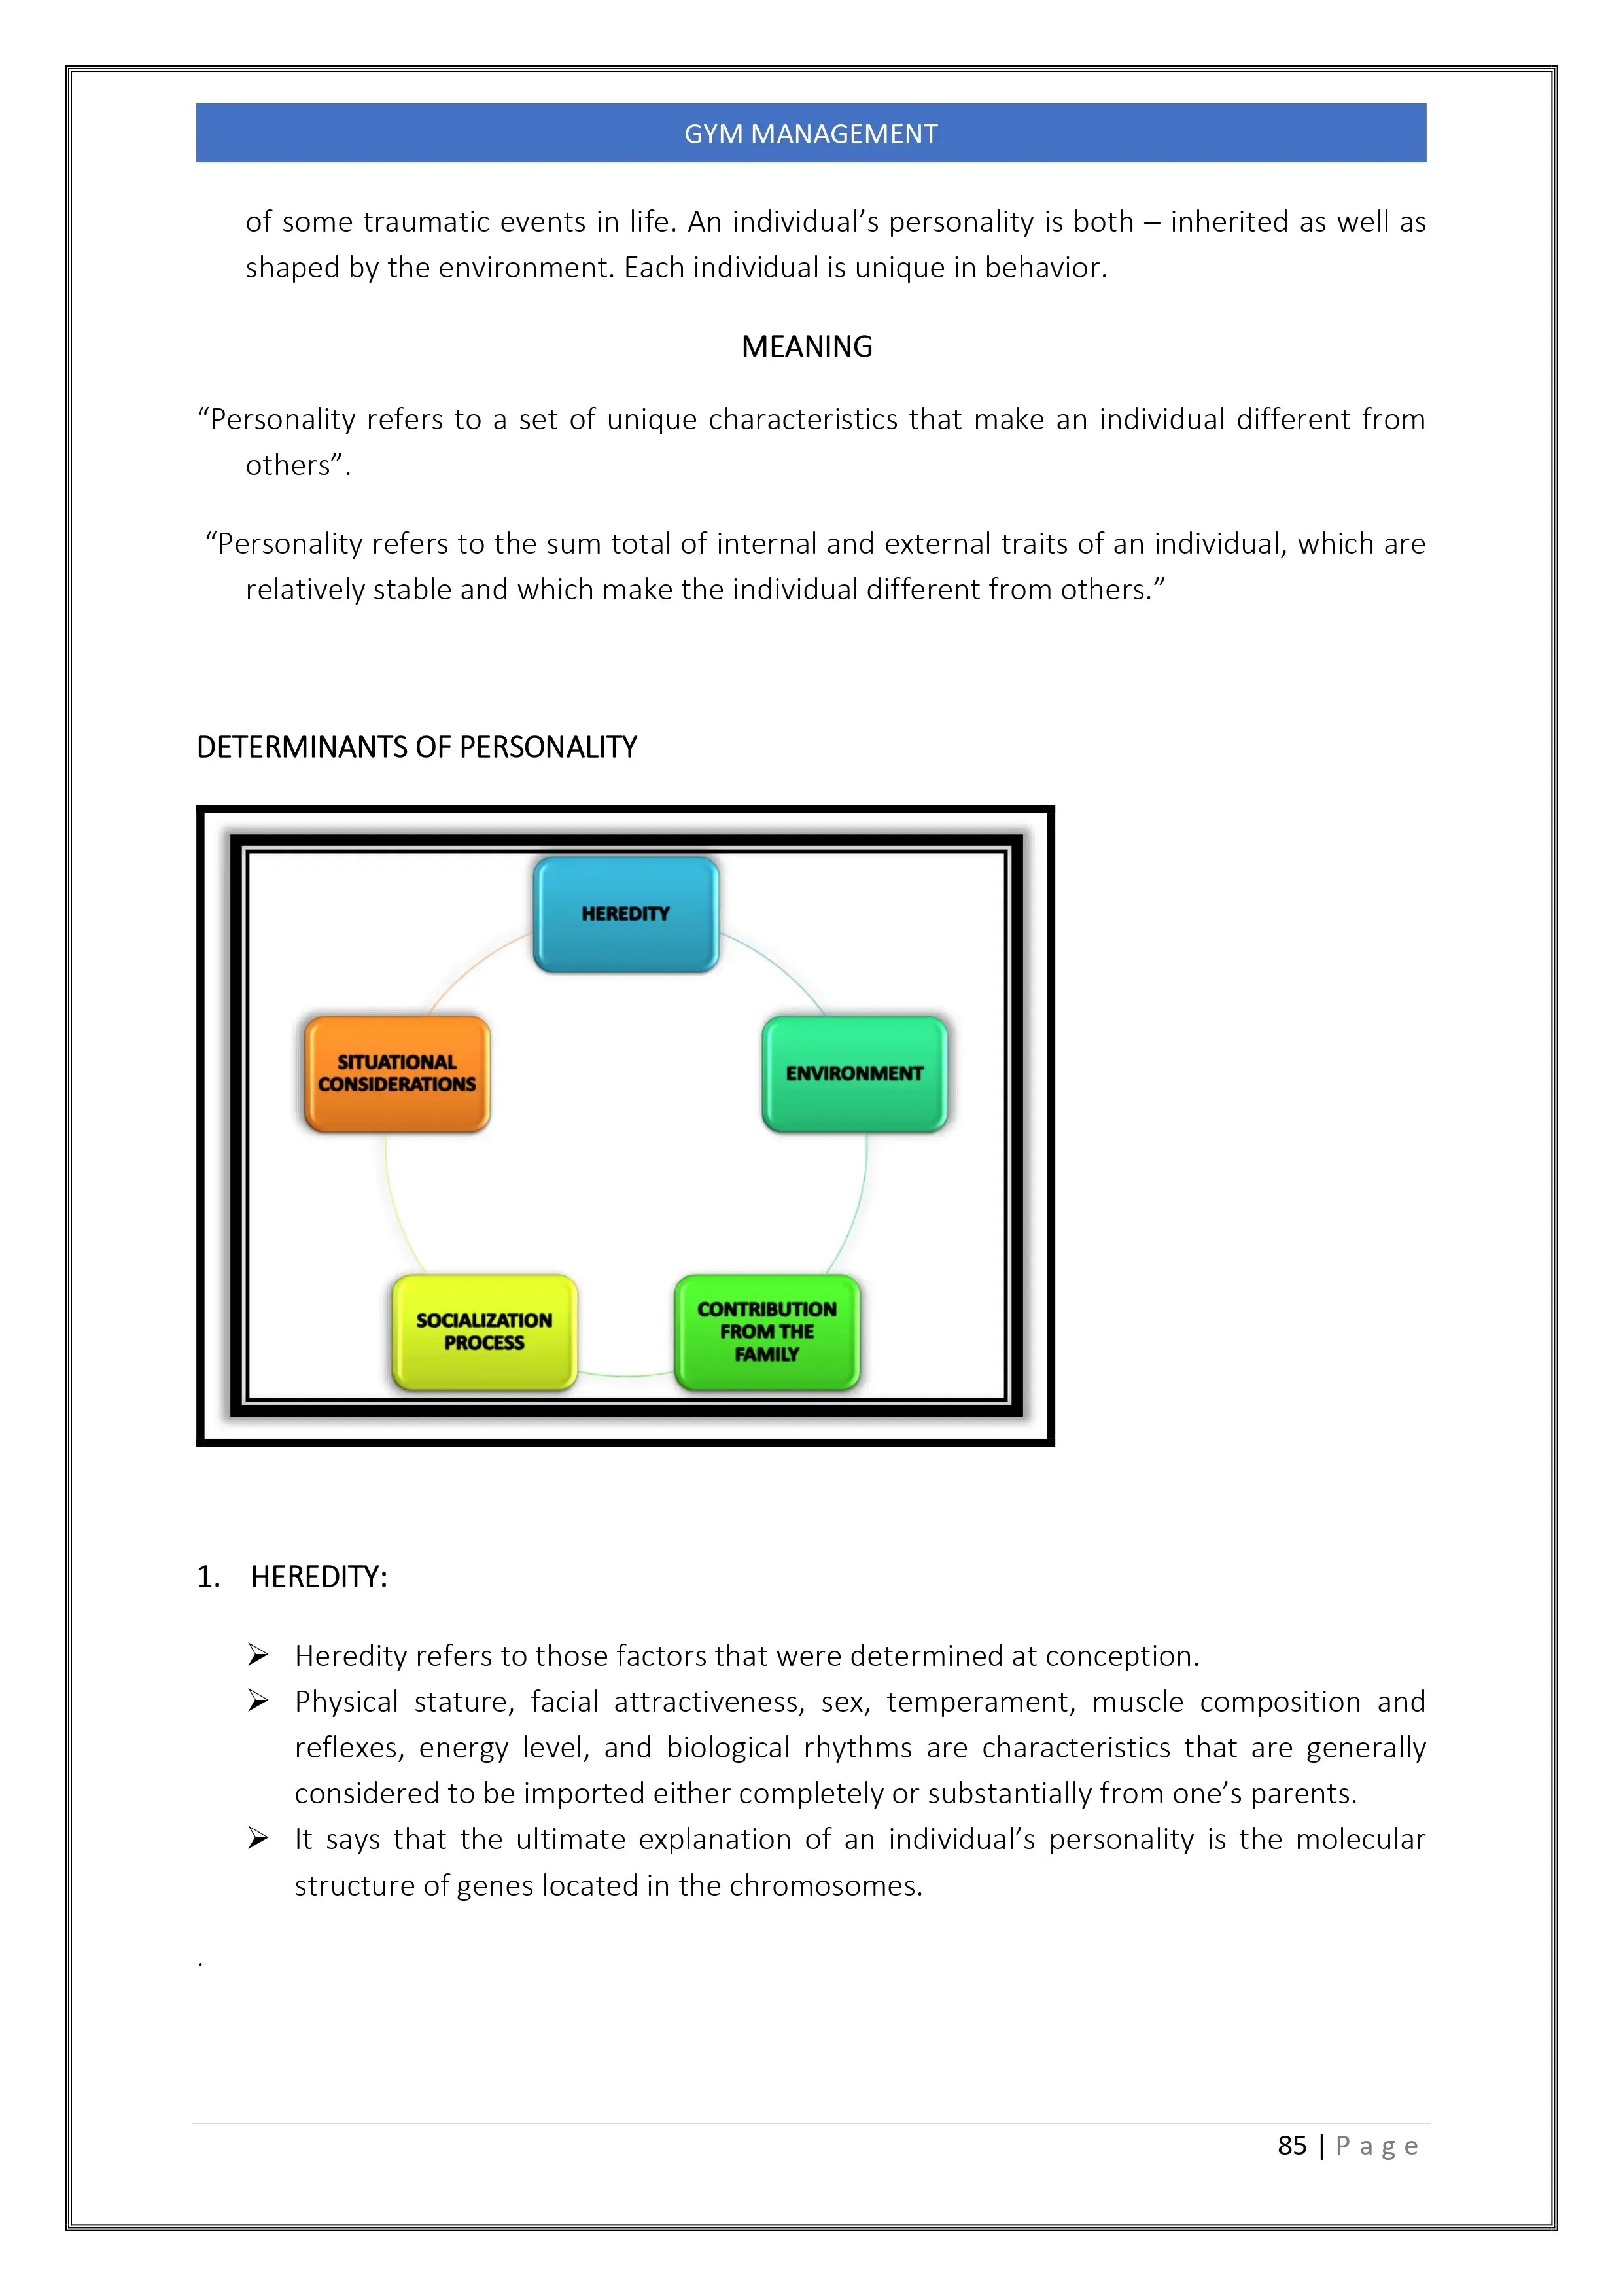 GYM MANAGEMENT
of some traumatic events in life. An individual’s personality is both – inherited as well as
shaped by the environment. Each individual is unique in behavior.
MEANING
“Personality refers to a set of unique characteristics that make an individual different from
others”.
“Personality refers to the sum total of internal and external traits of an individual, which are
relatively stable and which make the individual different from others.”
DETERMINANTS OF PERSONALITY
HEREDITY
ENVIRONMENT
CONTRIBUTION
FROM THE
FAMILY
SOCIALIZATION
PROCESS
SITUATIONAL
CONSIDERATIONS
1. HEREDITY:
➢ Heredity refers to those factors that were determined at conception.
➢ Physical stature, facial attractiveness, sex, temperament, muscle composition and
reflexes, energy level, and biological rhythms are characteristics that are generally
considered to be imported either completely or substantially from one’s parents.
➢ It says that the ultimate explanation of an individual’s personality is the molecular
structure of genes located in the chromosomes.
.
85 | P a g e